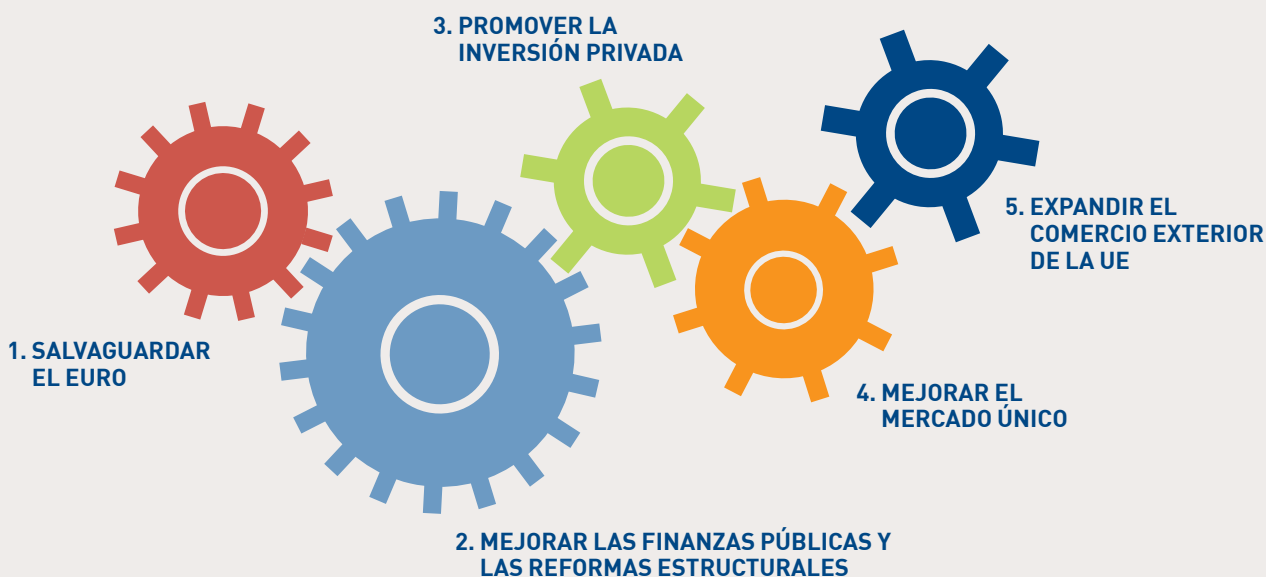 3. PROMOVER LA
INVERSIÓN PRIVADA
5. EXPANDIR EL
COMERCIO EXTERIOR
DE LA UE
1. SALVAGUARDAR
EL EURO
4. MEJORAR EL
MERCADO ÚNICO
2. MEJORAR LAS FINANZAS PÚBLICAS Y
LAS REFORMAS ESTRUCTURALES